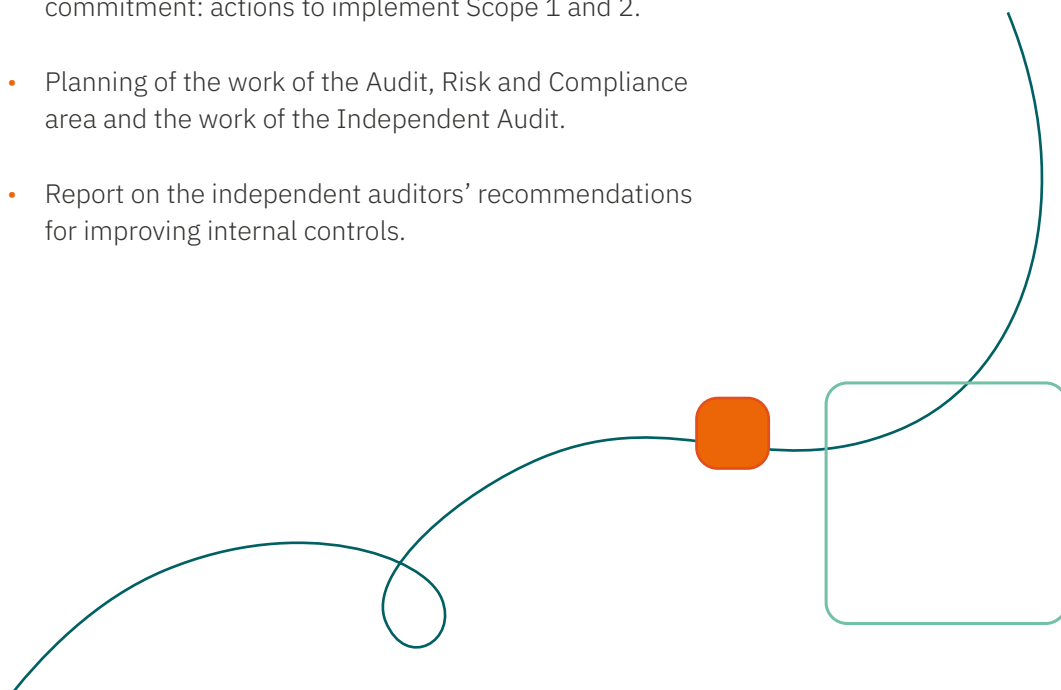 commitment: actions to implement Scope 1 and 2.
• Planning of the work of the Audit, Risk and Compliance
area and the work of the Independent Audit.
• Report on the independent auditors’ recommendations
for improving internal controls.